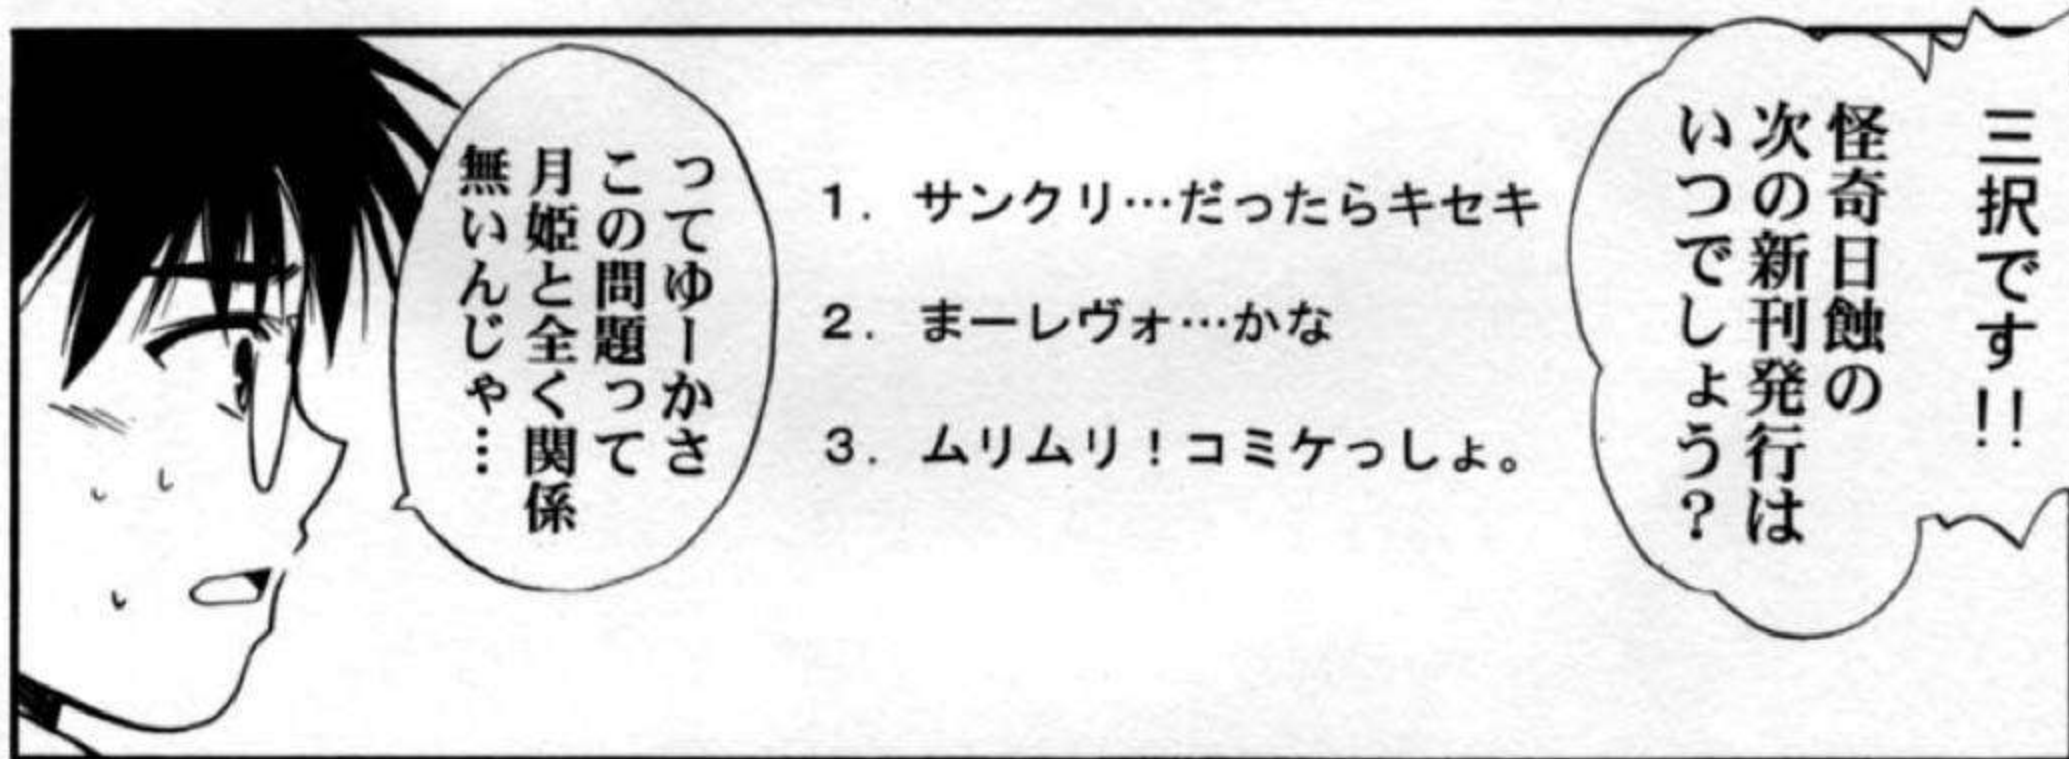 三択です!!
怪奇日蝕の
次の新刊発行は
いつでしょう?
1. サンクリ…だったらキセキ
2. まーレヴォ…かな
3. ムリムリ!コミケっしょ。
ってゆーかさ
この問題って
月姫と全く関係
無いんじゃ…